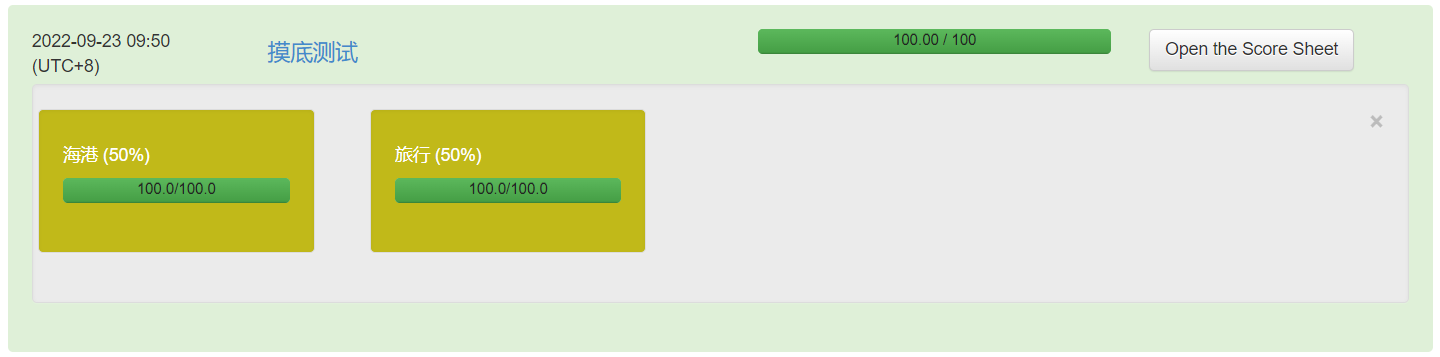 2022-09-23 09:50
(UTC+8)
摸底测试
100.00 / 100
Open the Score Sheet
×
海港 (50%)
100.0/100.0
旅行 (50%)
100.0/100.0